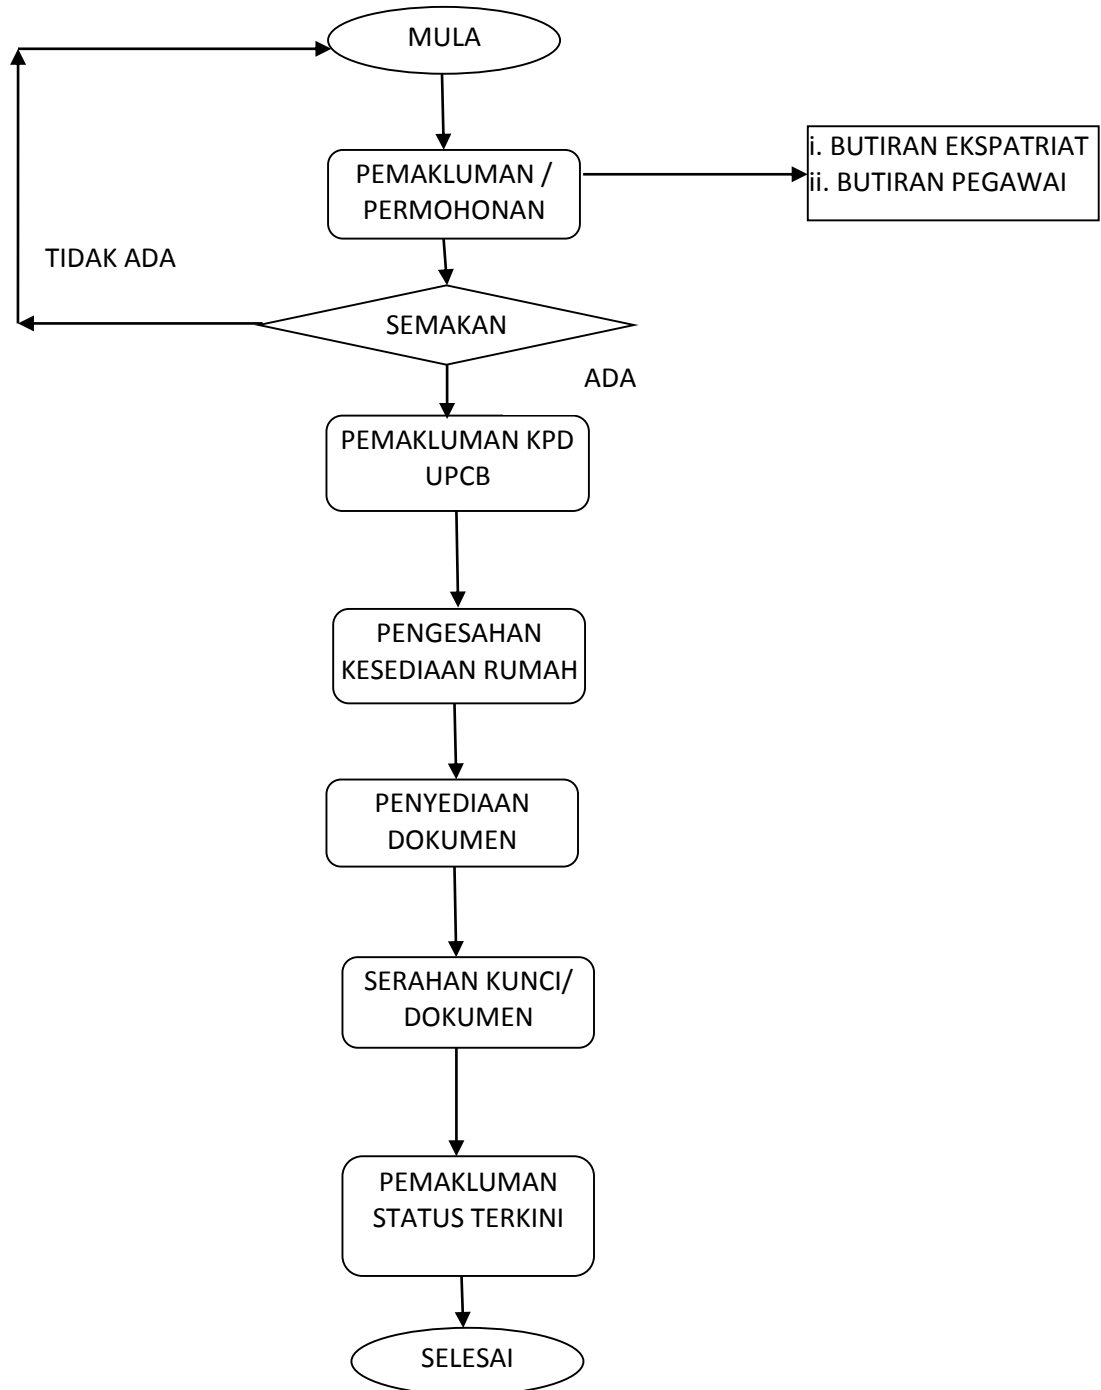 MULA
PEMAKLUMAN /
PERMOHONAN
i. BUTIRAN EKSPATRIAT
ii. BUTIRAN PEGAWAI
TIDAK ADA
SEMAKAN
ADA
PEMAKLUMAN KPD
UPCB
PENGESAHAN
KESEDIAAN RUMAH
PENYEDIAAN
DOKUMEN
SERAHAN KUNCI/
DOKUMEN
PEMAKLUMAN
STATUS TERKINI
SELESAI